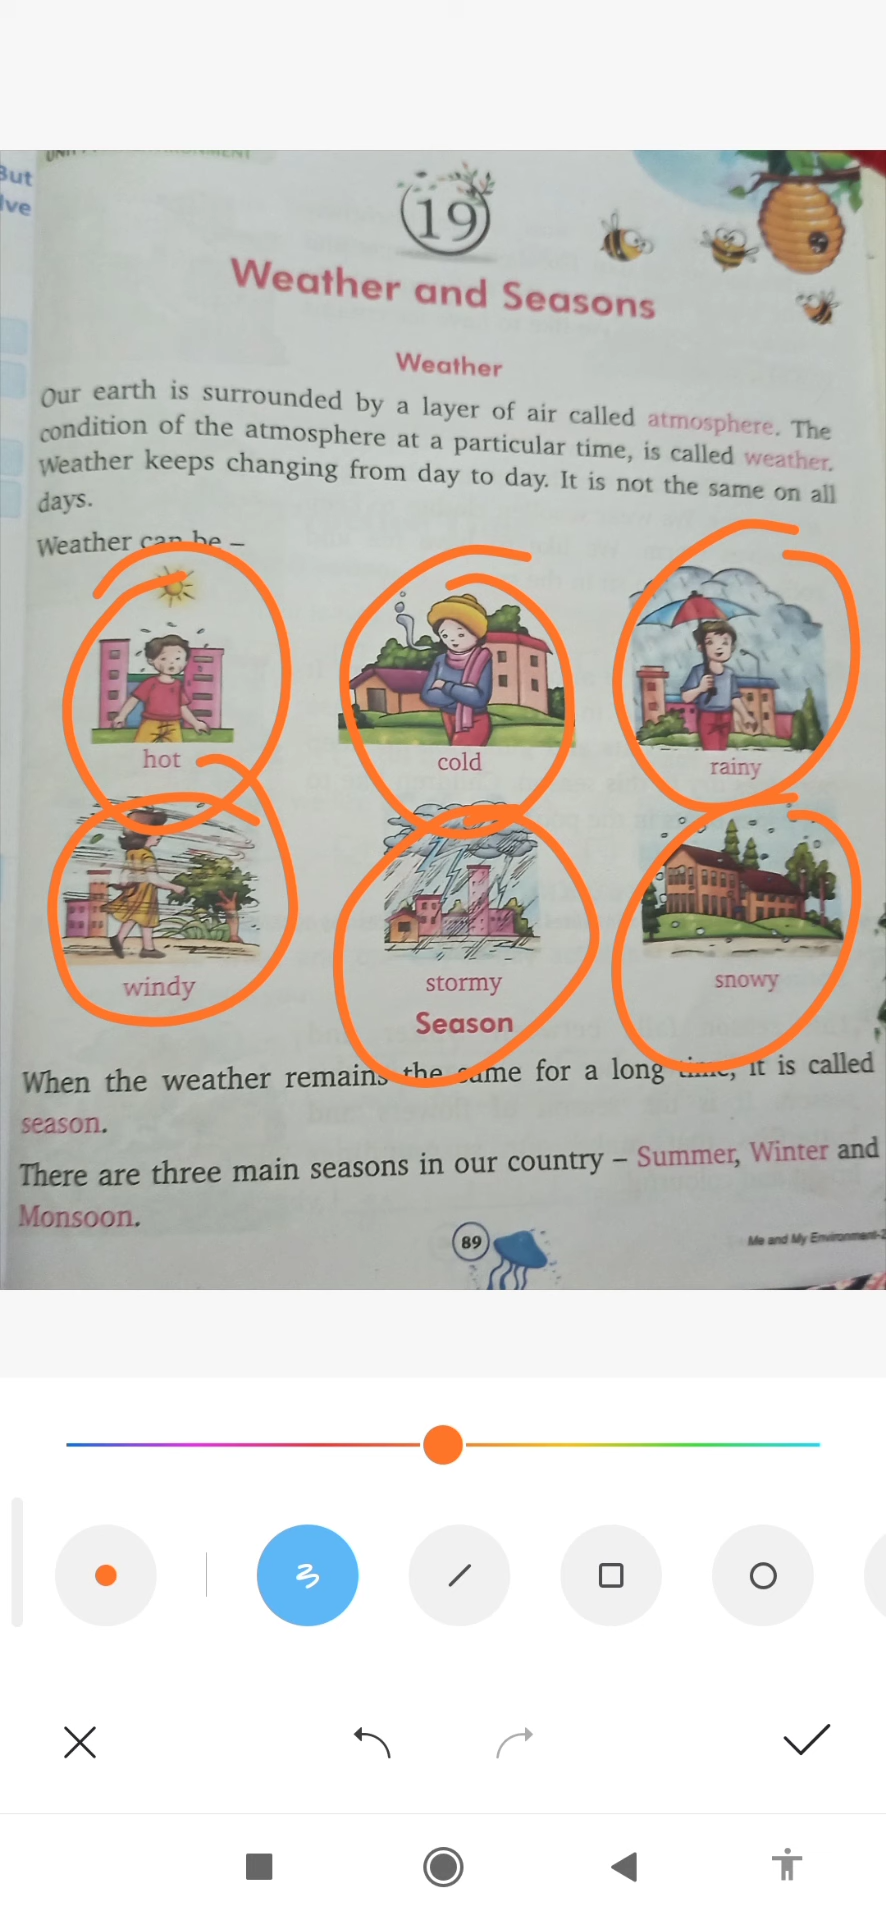 But
lve
19
Weather and Seasons
Weather
Our earth is surrounded by a layer of air called atmosphere. The
condition of the atmosphere at a particular time, is called weather.
Weather keeps changing from day to day. It is not the same on all
days.
Weather can be –
hot cold rainy
windy stormy snowy
Season
When the weather remains the same for a long time, it is called
season.
There are three main seasons in our country – Summer, Winter and
Monsoon.
89
Me and My Environment-2